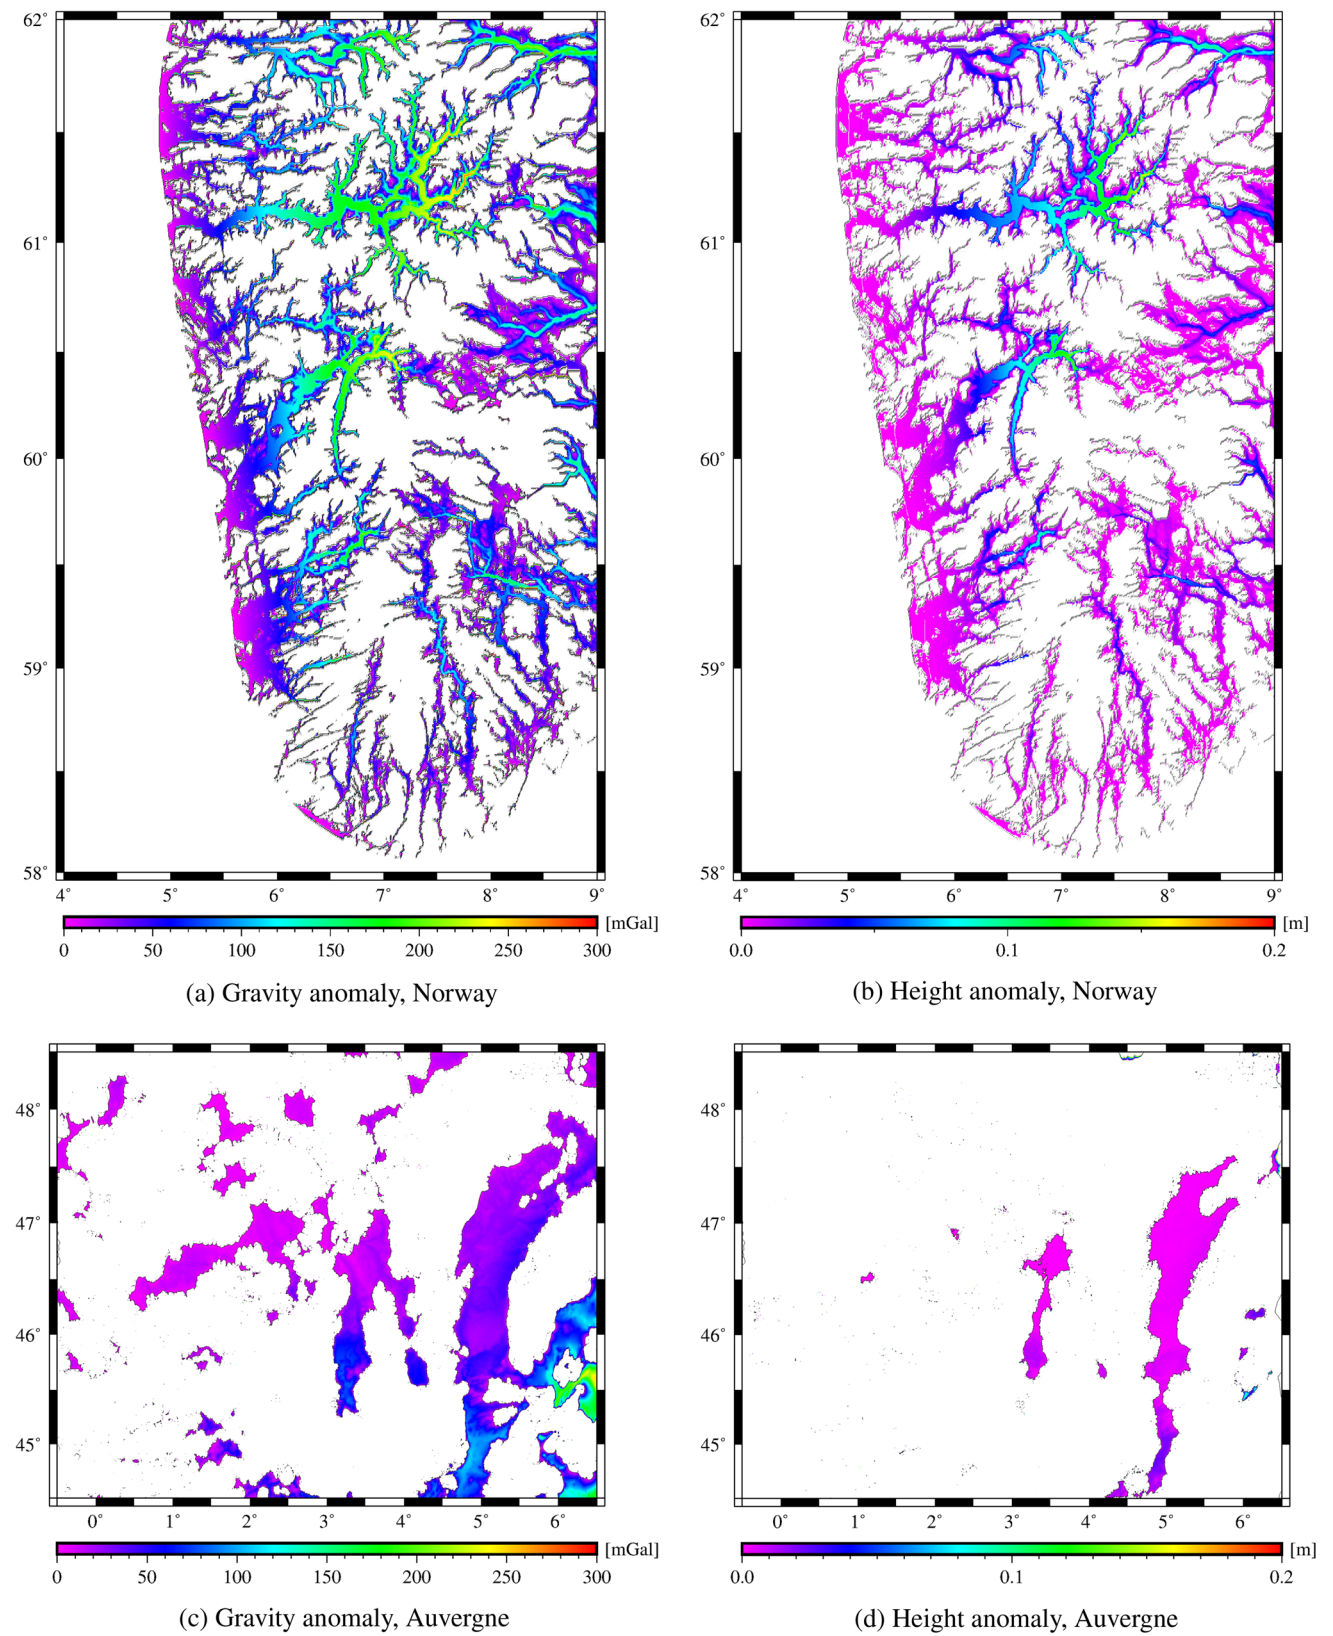 62°
61°
60°
59°
58°
4° 5° 6° 7° 8° 9°
[mGal]
0 50 100 150 200 250 300
(a) Gravity anomaly, Norway
62°
61°
60°
59°
58°
4° 5° 6° 7° 8° 9°
[m]
0.0 0.1 0.2
(b) Height anomaly, Norway
48°
47°
46°
45°
0° 1° 2° 3° 4° 5° 6°
[mGal]
0 50 100 150 200 250 300
(c) Gravity anomaly, Auvergne
48°
47°
46°
45°
0° 1° 2° 3° 4° 5° 6°
[m]
0.0 0.1 0.2
(d) Height anomaly, Auvergne